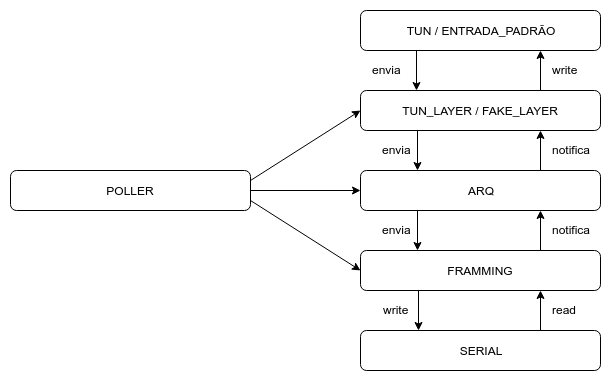 TUN / ENTRADA_PADRÃO
envia
write
TUN_LAYER / FAKE_LAYER
envia
notifica
POLLER
ARQ
envia
notifica
FRAMMING
write
read
SERIAL